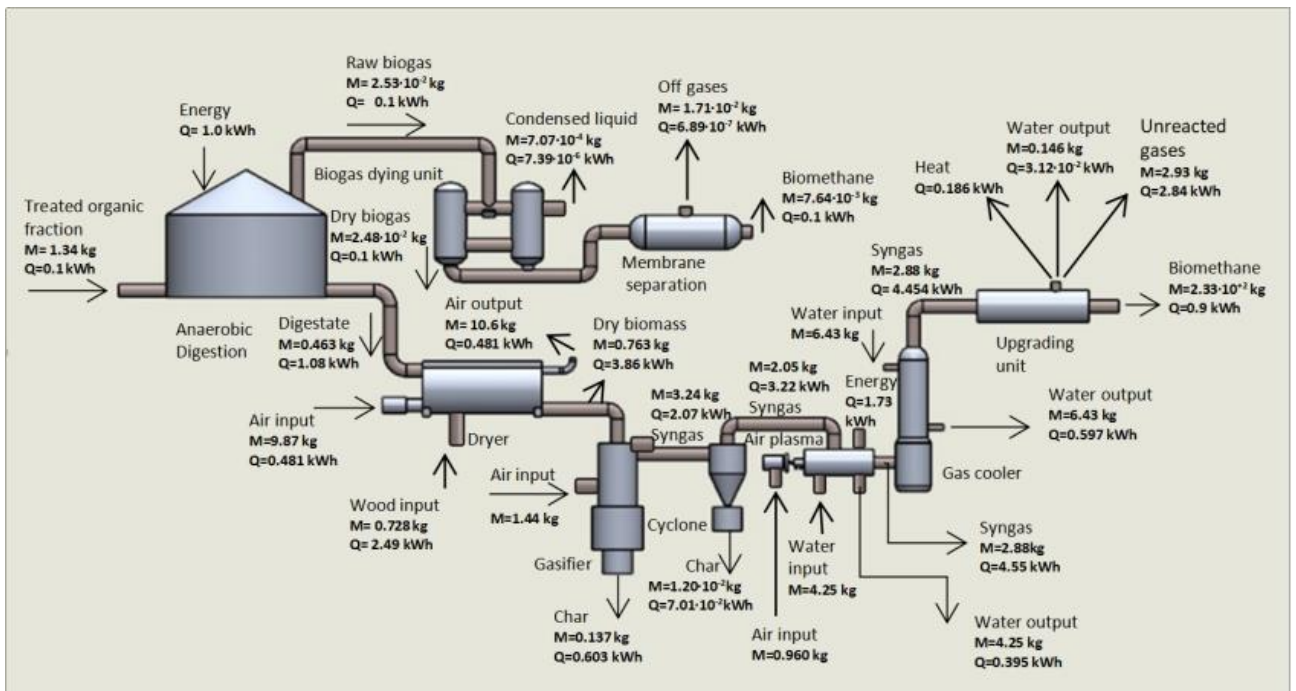 Raw biogas
M= 2.53·10⁻² kg
Q=   0.1 kWh
Energy
Q= 1.0 kWh
Condensed liquid
M=7.07·10⁻⁴ kg
Q=7.39·10⁻⁶ kWh
Off gases
M= 1.71·10⁻² kg
Q=6.89·10⁻⁷ kWh
Water output
M=0.146 kg
Q=3.12·10⁻² kWh
Unreacted
gases
M=2.93 kg
Q=2.84 kWh
Heat
Q=0.186 kWh
Biogas dying unit
Biomethane
M= 7.64·10⁻³ kg
Q=0.1 kWh
Treated organic
fraction
M= 1.34 kg
Q=0.1 kWh
Dry biogas
M=2.48·10⁻² kg
Q=0.1 kWh
Membrane
separation
Syngas
M=2.88 kg
Q= 4.454 kWh
Biomethane
M= 2.33·10⁺² kg
Q=0.9 kWh
Anaerobic
Digestion
Digestate
M=0.463 kg
Q=1.08 kWh
Air output
M= 10.6 kg
Q=0.481 kWh
Dry biomass
M=0.763 kg
Q=3.86 kWh
Water input
M=6.43 kg
Upgrading
unit
M=2.05 kg
Q=3.22 kWh
Syngas
Energy
Q=1.73
kWh
M=3.24 kg
Q=2.07 kWh
Syngas
Water output
M=6.43 kg
Q=0.597 kWh
Air input
M=9.87 kg
Q=0.481 kWh
Dryer
Air plasma
Gas cooler
Air input
M=1.44 kg
Wood input
M= 0.728 kg
Q= 2.49 kWh
Cyclone
Gasifier
Char
M=1.20·10⁻² kg
Q=7.01·10⁻² kWh
Water
input
M=4.25 kg
Syngas
M=2.88kg
Q=4.55 kWh
Char
M=0.137 kg
Q=0.603 kWh
Air input
M=0.960 kg
Water output
M=4.25 kg
Q=0.395 kWh